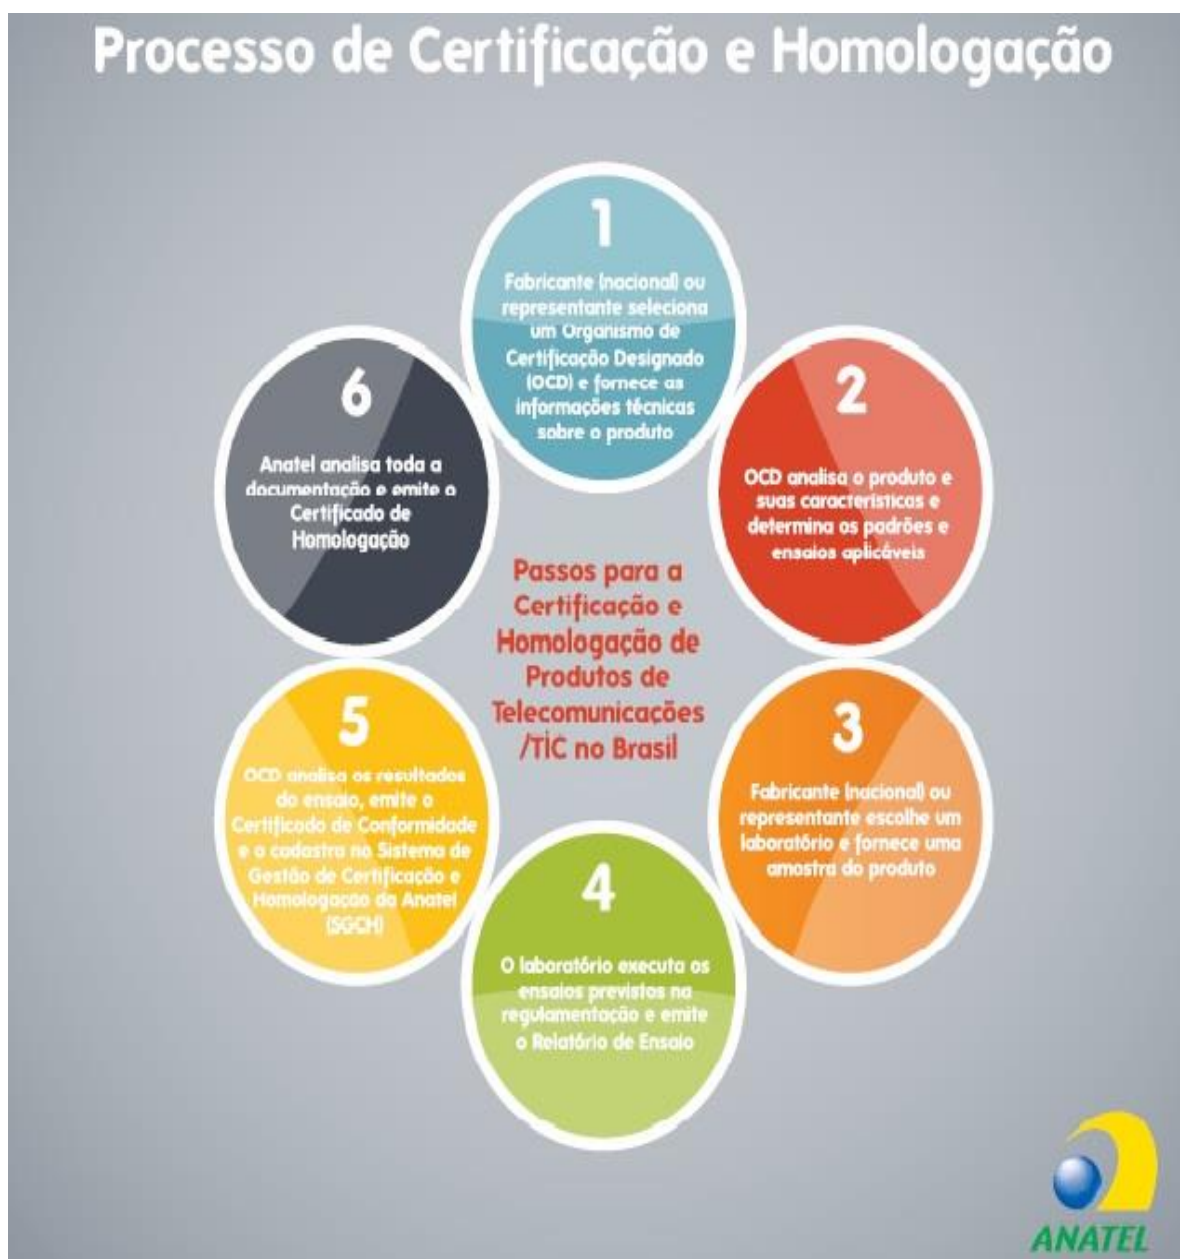 Processo de Certificação e Homologação
1
Fabricante (nacional) ou
representante seleciona
um Organismo de
Certificação Designado
(OCD) e fornece as
informações técnicas
sobre o produto
2
OCD analisa o produto e
suas características e
determina os padrões e
ensaios aplicáveis
3
Fabricante (nacional) ou
representante escolhe um
laboratório e fornece uma
amostra do produto
4
O laboratório executa os
ensaios previstos na
regulamentação e emite
o Relatório de Ensaio
5
OCD analisa os resultados
do ensaio, emite o
Certificado de Conformidade
e o cadastra no Sistema de
Gestão de Certificação e
Homologação da Anatel
(SGCH)
6
Anatel analisa toda a
documentação e emite o
Certificado de
Homologação
Passos para a
Certificação e
Homologação de
Produtos de
Telecomunicações
/TIC no Brasil
ANATEL